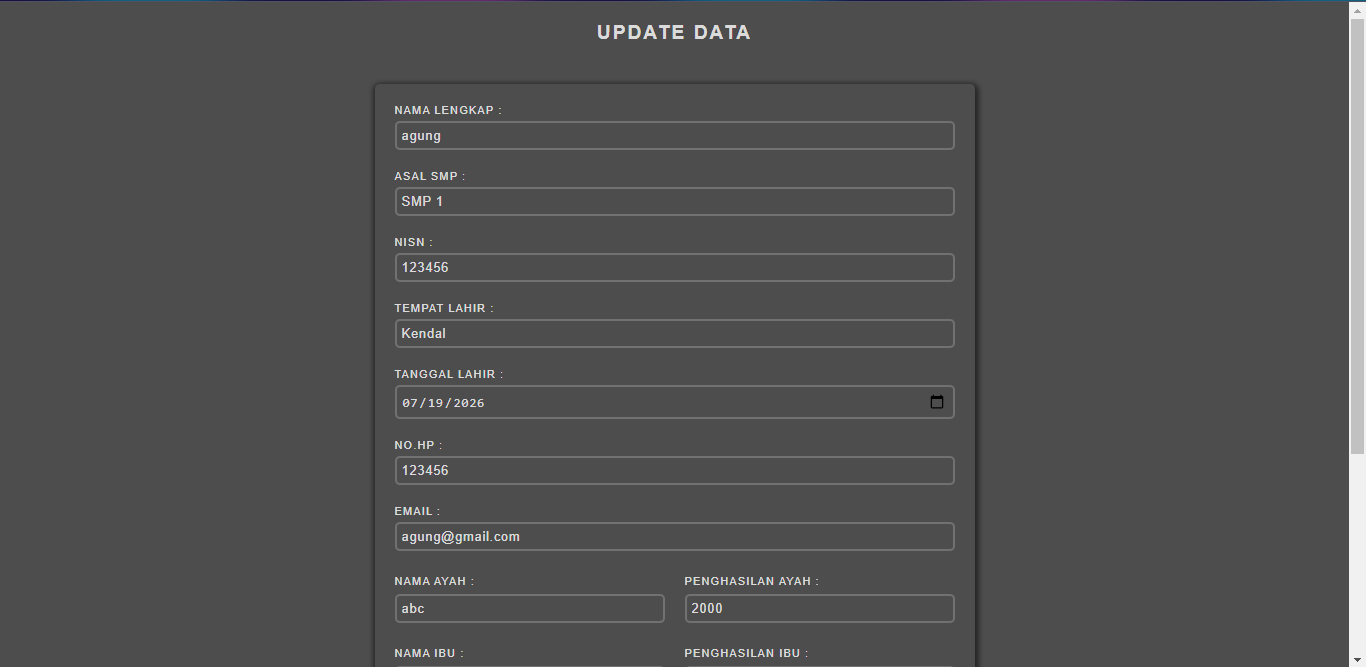 UPDATE DATA
NAMA LENGKAP :
agung
ASAL SMP :
SMP 1
NISN :
123456
TEMPAT LAHIR :
Kendal
TANGGAL LAHIR :
07/19/2026
NO.HP :
123456
EMAIL :
agung@gmail.com
NAMA AYAH : PENGHASILAN AYAH :
abc 2000
NAMA IBU : PENGHASILAN IBU :